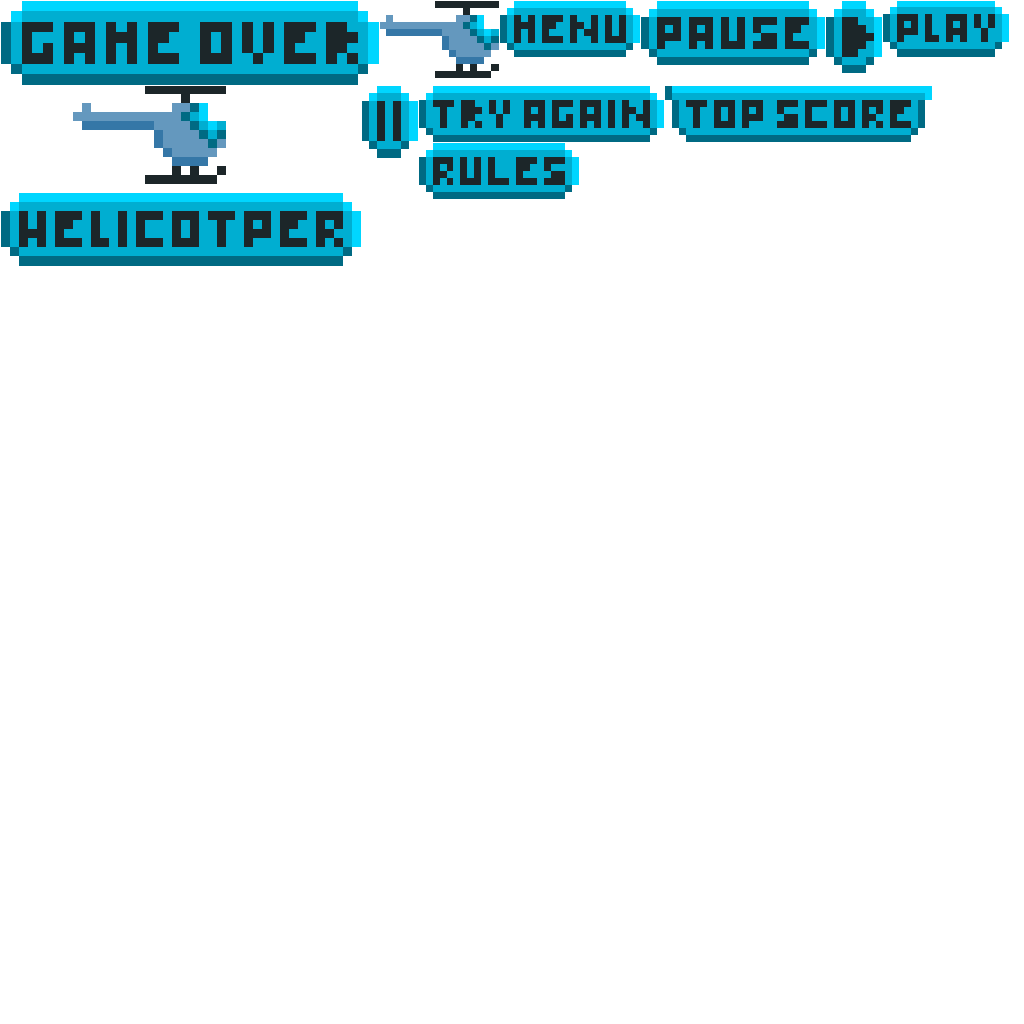 GAME OVER
MENU
PAUSE
PLAY
TRY AGAIN
TOP SCORE
RULES
HELICOTPER